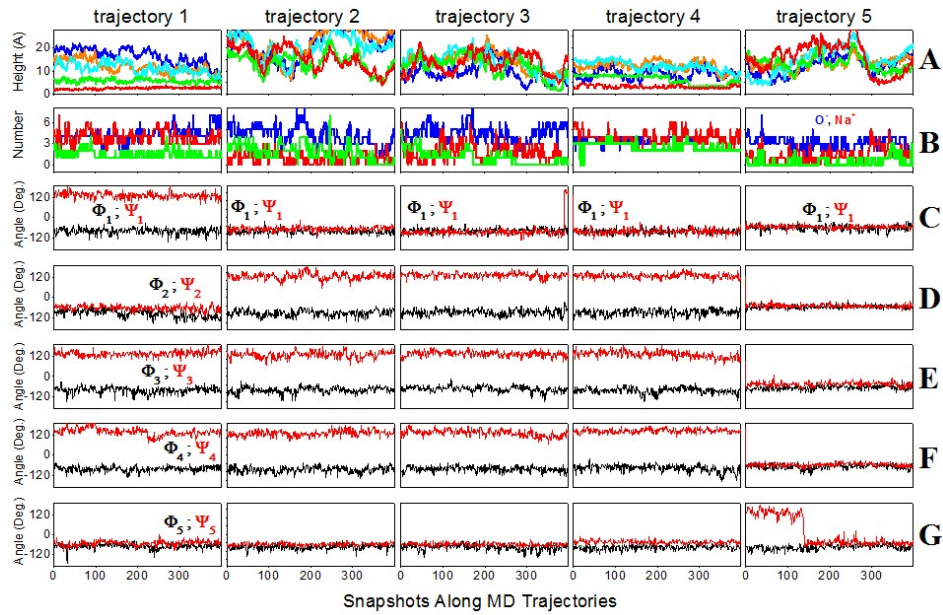 trajectory 1 trajectory 2 trajectory 3 trajectory 4 trajectory 5
Height (A)
20
10
0
A
Number
6
3
0
O⁻, Na⁺
B
Angle (Deg.)
120
0
-120
Φ₁ ; Ψ₁ Φ₁ ; Ψ₁ Φ₁ ; Ψ₁ Φ₁ ; Ψ₁ Φ₁ ; Ψ₁
C
Angle (Deg.)
120
0
-120
Φ₂ ; Ψ₂
D
Angle (Deg.)
120
0
-120
Φ₃ ; Ψ₃
E
Angle (Deg.)
120
0
-120
Φ₄ ; Ψ₄
F
Angle (Deg.)
120
0
-120
Φ₅ ; Ψ₅
G
0 100 200 300 0 100 200 300 0 100 200 300 0 100 200 300 0 100 200 300
Snapshots Along MD Trajectories